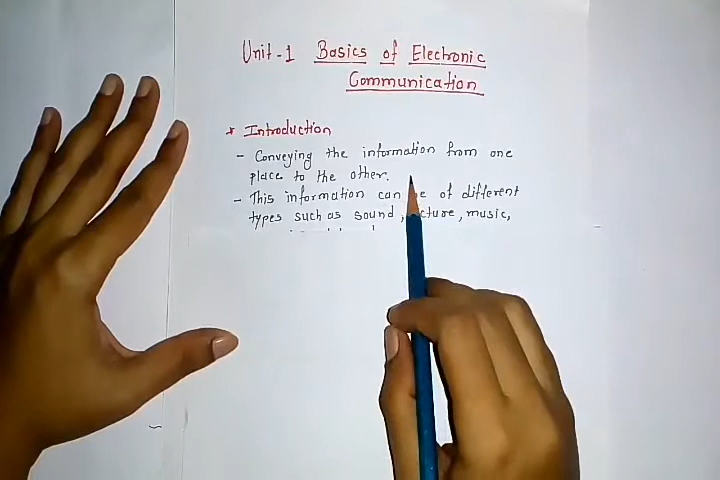 Unit-1 Basics of Electronic
Communication
* Introduction
- Conveying the information from one
place to the other.
- This information can of different
types such as sound, music,